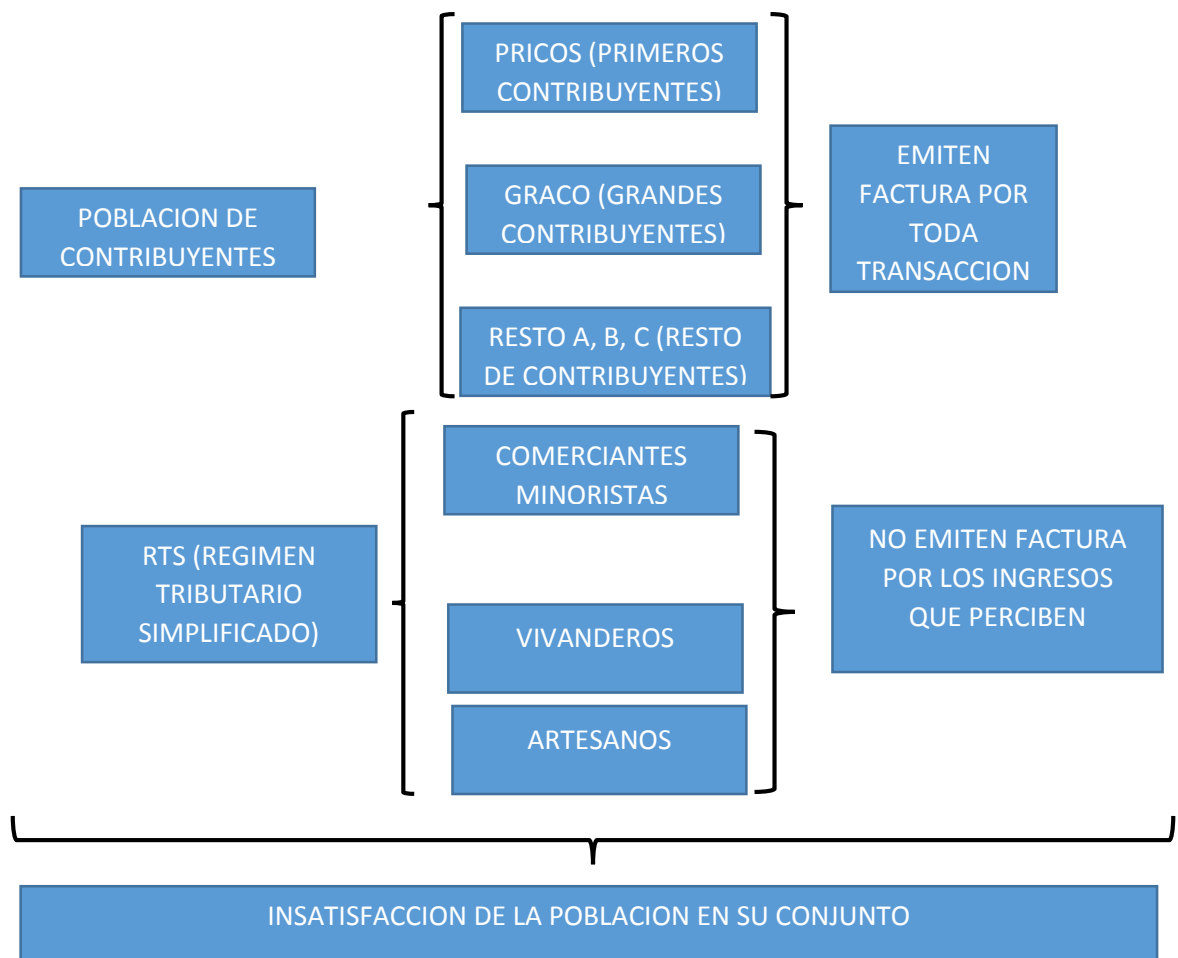 PRICOS (PRIMEROS
CONTRIBUYENTES)
POBLACION DE
CONTRIBUYENTES
GRACO (GRANDES
CONTRIBUYENTES)
RESTO A, B, C (RESTO
DE CONTRIBUYENTES)
EMITEN
FACTURA POR
TODA
TRANSACCION
RTS (REGIMEN
TRIBUTARIO
SIMPLIFICADO)
COMERCIANTES
MINORISTAS
VIVANDEROS
ARTESANOS
NO EMITEN FACTURA
POR LOS INGRESOS
QUE PERCIBEN
INSATISFACCION DE LA POBLACION EN SU CONJUNTO